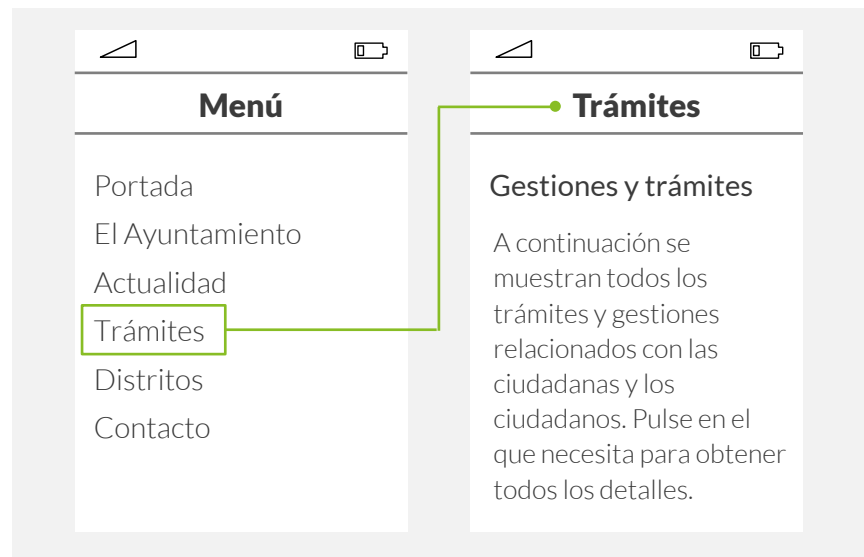 Menú
Portada
El Ayuntamiento
Actualidad
Trámites
Distritos
Contacto
Trámites
Gestiones y trámites
A continuación se
muestran todos los
trámites y gestiones
relacionados con las
ciudadanas y los
ciudadanos. Pulse en el
que necesita para obtener
todos los detalles.